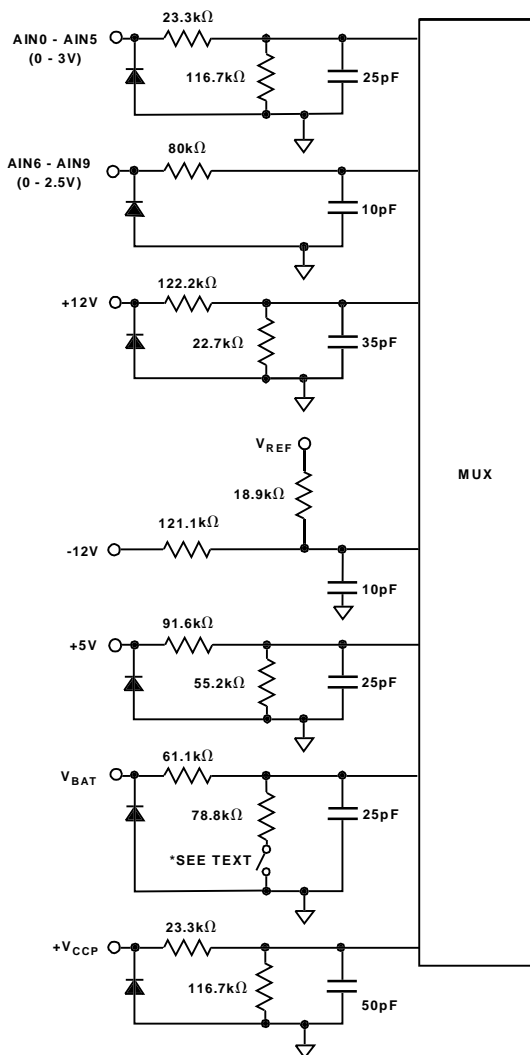 23.3kΩ
AIN0 - AIN5
(0 - 3V)
116.7kΩ
25pF
80kΩ
AIN6 - AIN9
(0 - 2.5V)
10pF
122.2kΩ
+12V
22.7kΩ
35pF
VREF
MUX
18.9kΩ
121.1kΩ
-12V
10pF
91.6kΩ
+5V
55.2kΩ
25pF
61.1kΩ
VBAT
78.8kΩ
25pF
*SEE TEXT
23.3kΩ
+VCCP
116.7kΩ
50pF